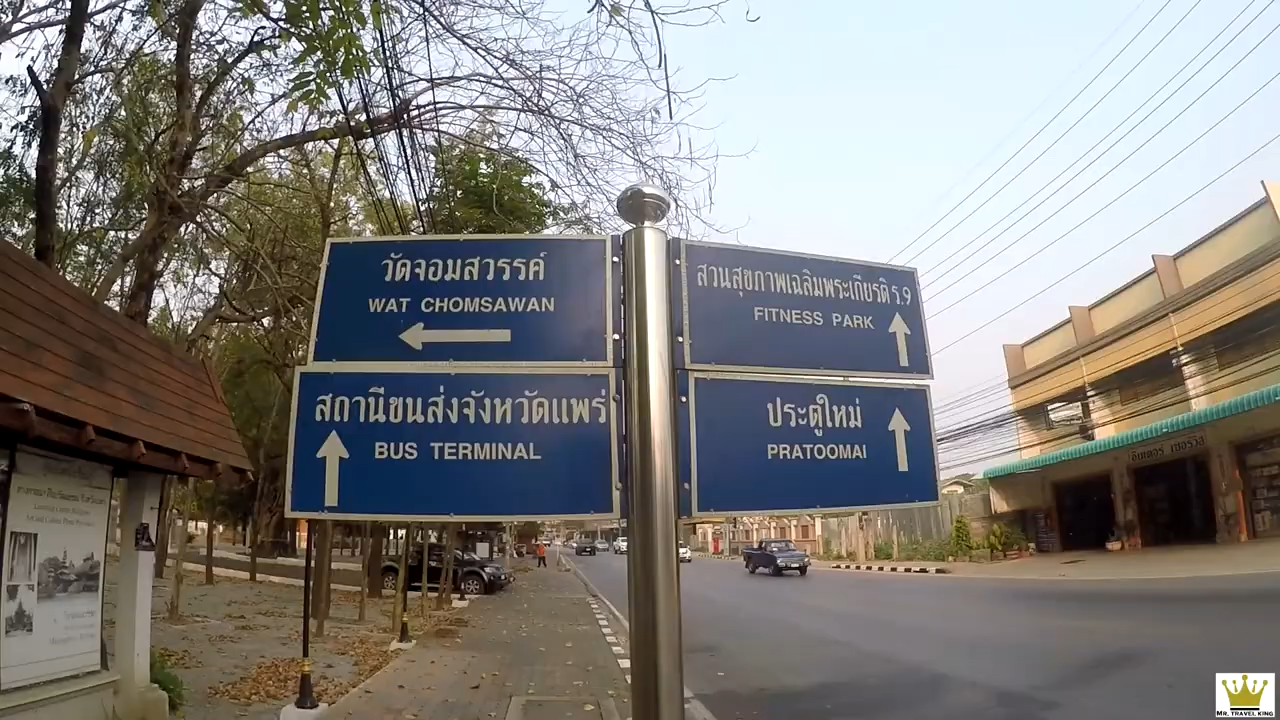 วัดจอมสวรรค์
WAT CHOMSAWAN
สวนสุขภาพเฉลิมพระเกียรติ ร.9
FITNESS PARK
สถานีขนส่งจังหวัดแพร่
BUS TERMINAL
ประตูใหม่
PRATOOMAI
MR. TRAVEL KING